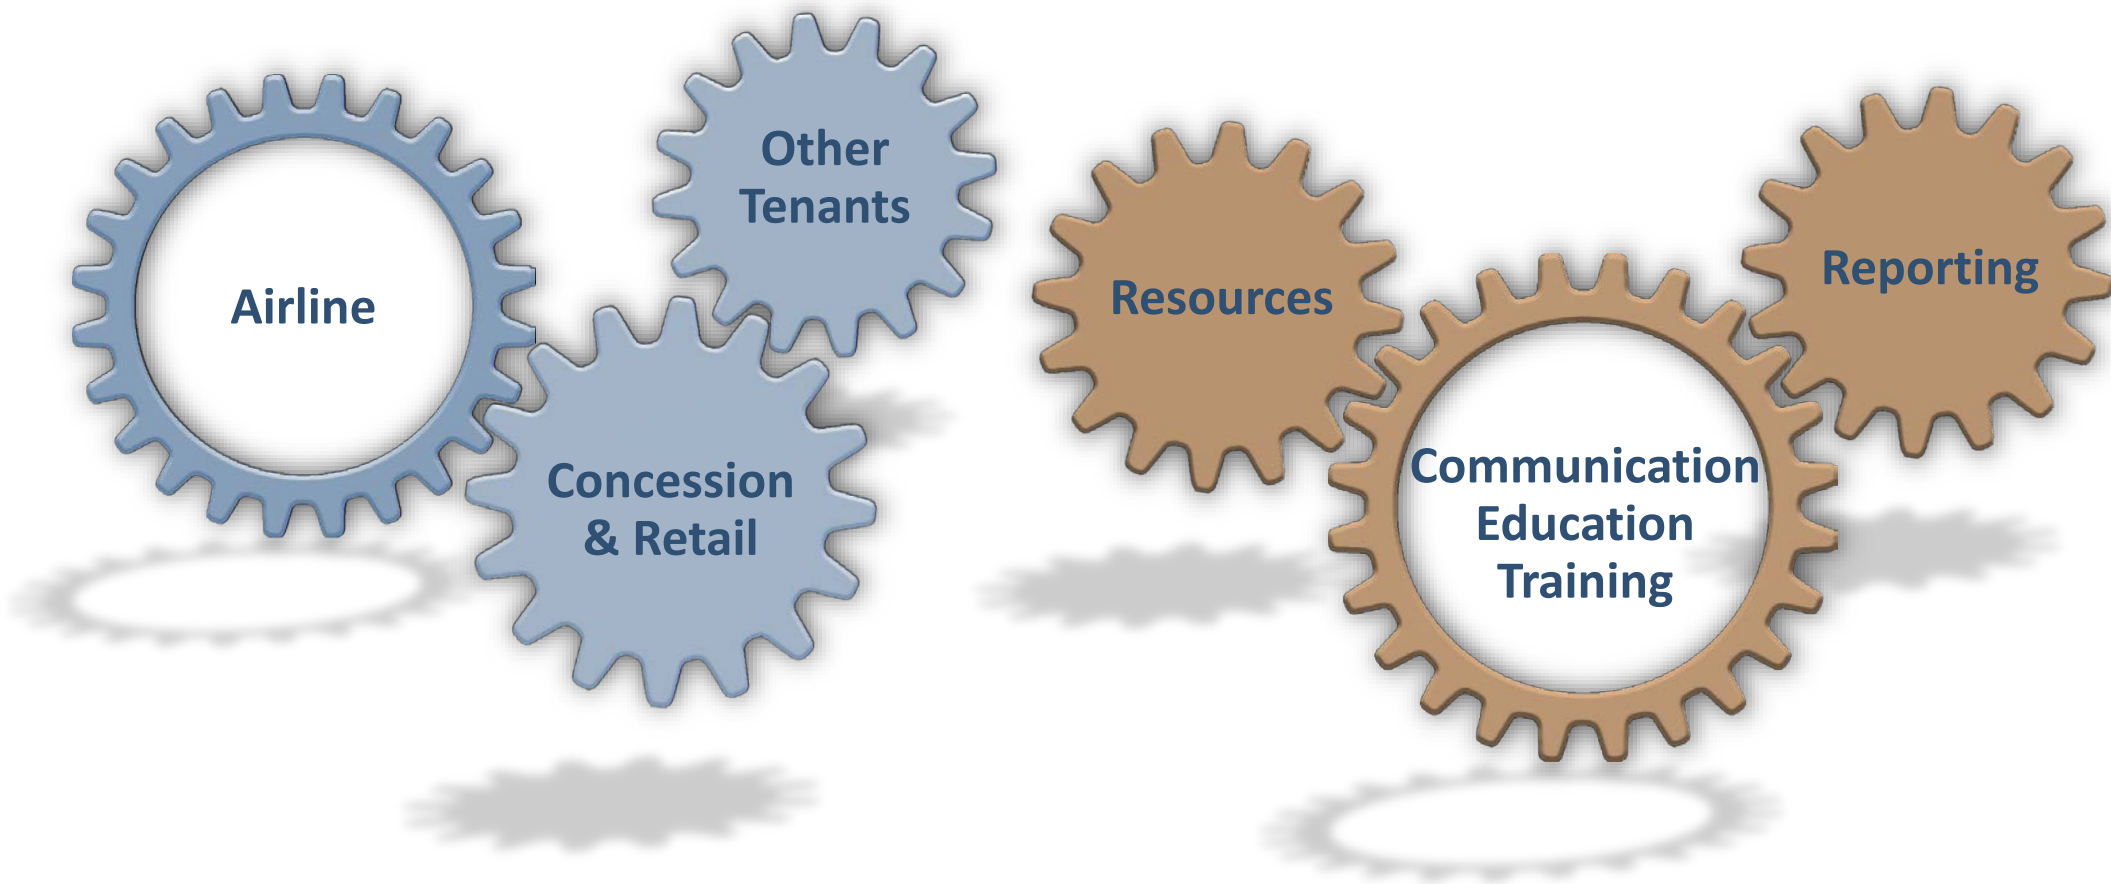 Airline
Other
Tenants
Concession
& Retail
Resources
Communication
Education
Training
Reporting